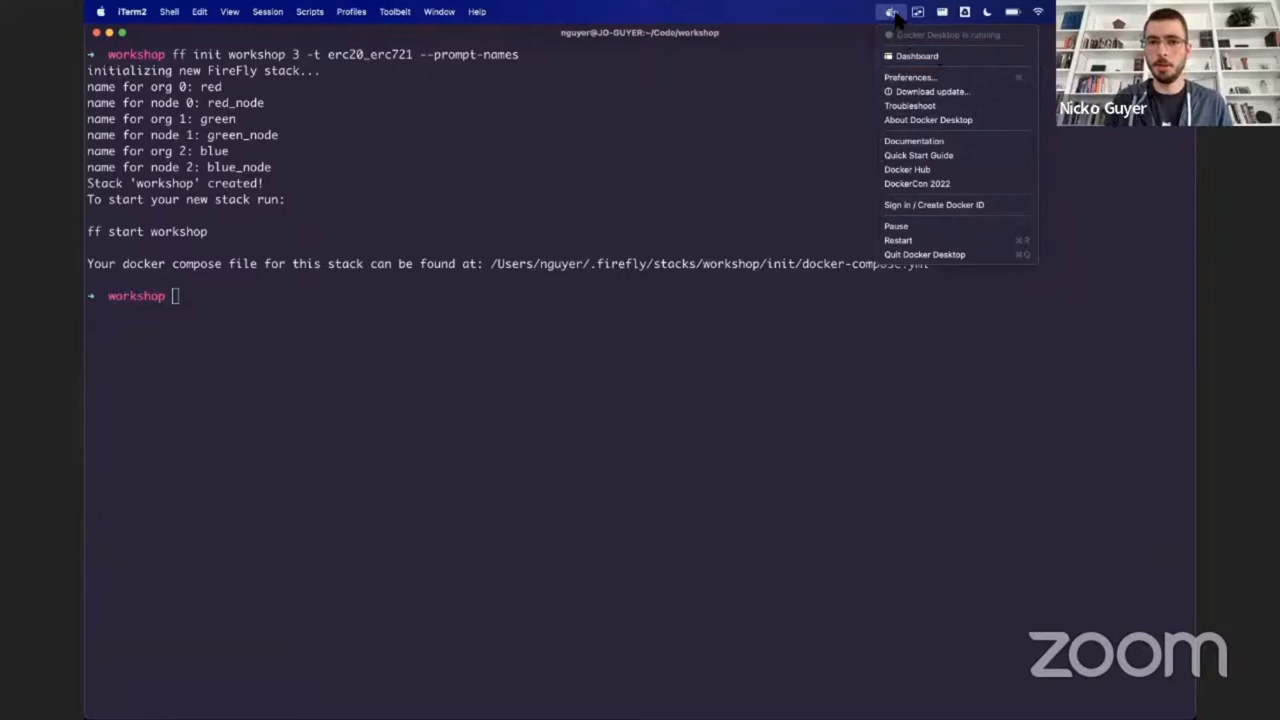 iTerm2 Shell Edit View Session Scripts Profiles Toolbelt Window Help
nguyer@JO-GUYER:~/Code/workshop
➜ workshop ff init workshop 3 -t erc20_erc721 --prompt-names
initializing new FireFly stack...
name for org 0: red
name for node 0: red_node
name for org 1: green
name for node 1: green_node
name for org 2: blue
name for node 2: blue_node
Stack 'workshop' created!
To start your new stack run:
ff start workshop
Your docker compose file for this stack can be found at: /Users/nguyer/.firefly/stacks/workshop/init/docker-compose.yml
➜ workshop
Docker Desktop is running
Dashboard
Preferences...
Download update...
Troubleshoot
About Docker Desktop
Documentation
Quick Start Guide
Docker Hub
DockerCon 2022
Sign in / Create Docker ID
Pause
Restart ⌘R
Quit Docker Desktop ⌘Q
Nicko Guyer
zoom